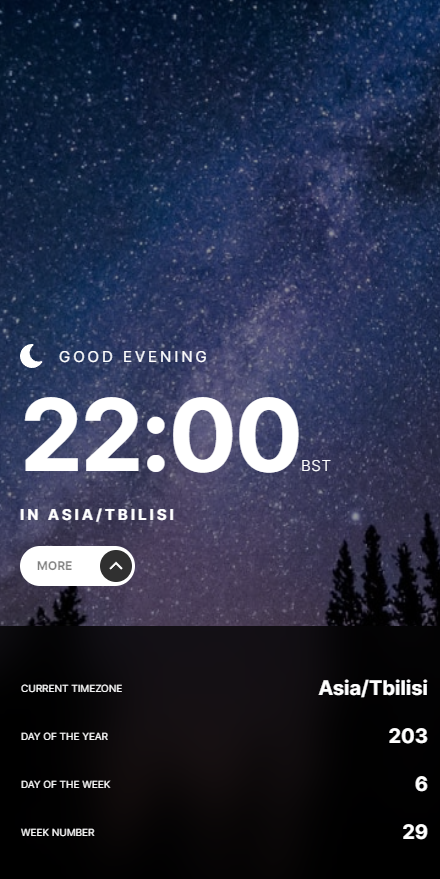 GOOD EVENING
22:00 BST
IN ASIA/TBILISI
MORE
CURRENT TIMEZONE Asia/Tbilisi
DAY OF THE YEAR 203
DAY OF THE WEEK 6
WEEK NUMBER 29